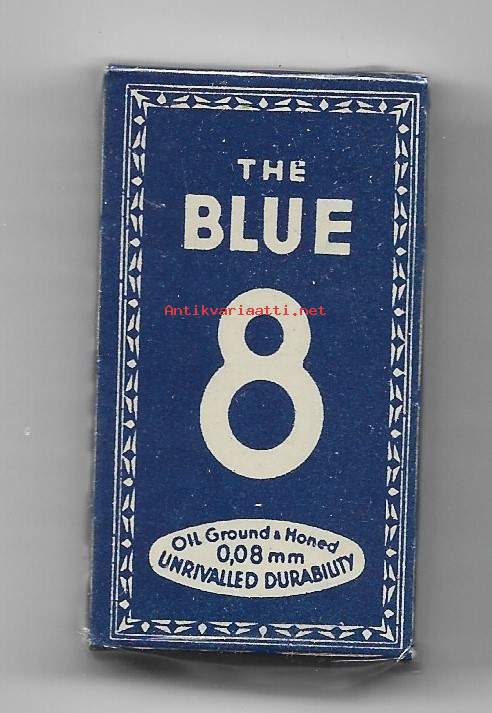 THE
BLUE
Antikvariaatti.net
8
Oil Ground & Honed
0,08 mm
UNRIVALLED DURABILITY